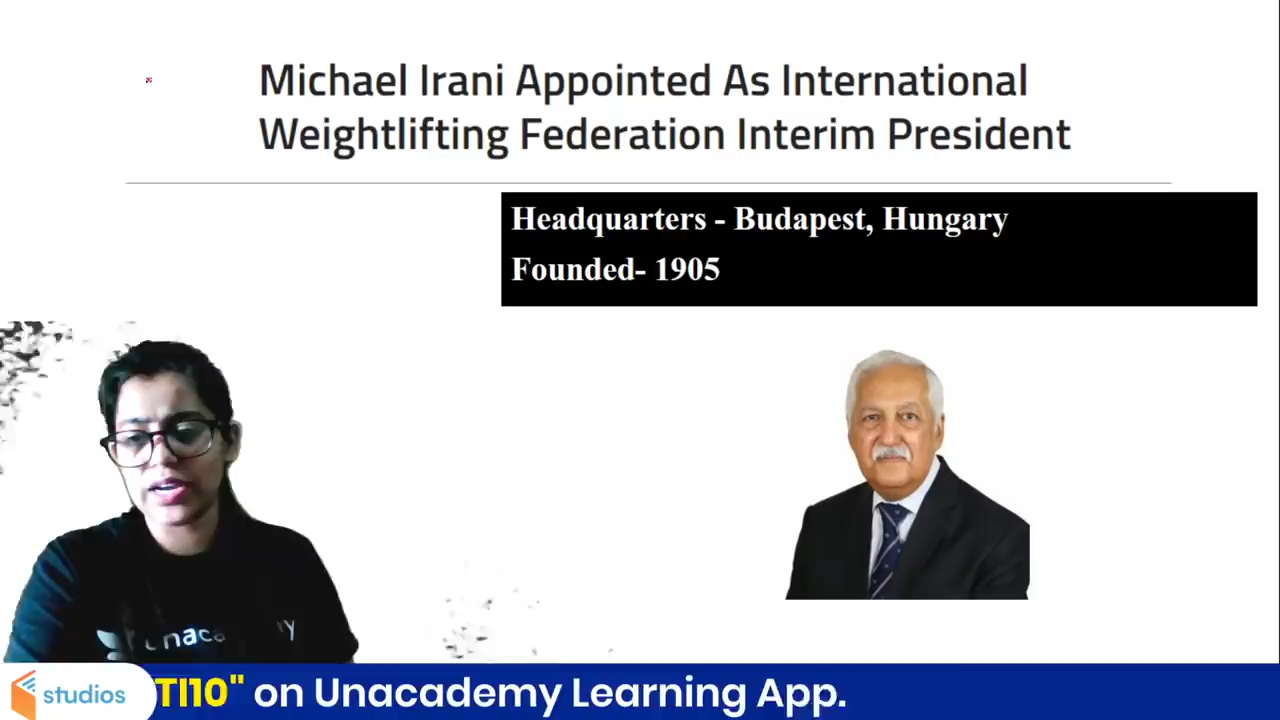 Michael Irani Appointed As International
Weightlifting Federation Interim President
Headquarters - Budapest, Hungary
Founded- 1905
unacademy
studios
TI10" on Unacademy Learning App.